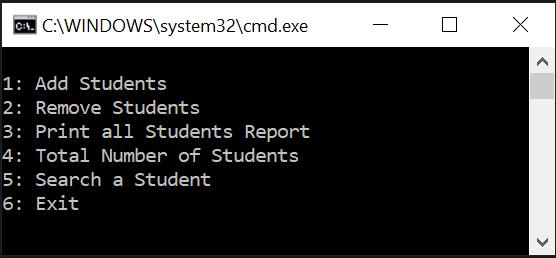 C:\WINDOWS\system32\cmd.exe
1: Add Students
2: Remove Students
3: Print all Students Report
4: Total Number of Students
5: Search a Student
6: Exit